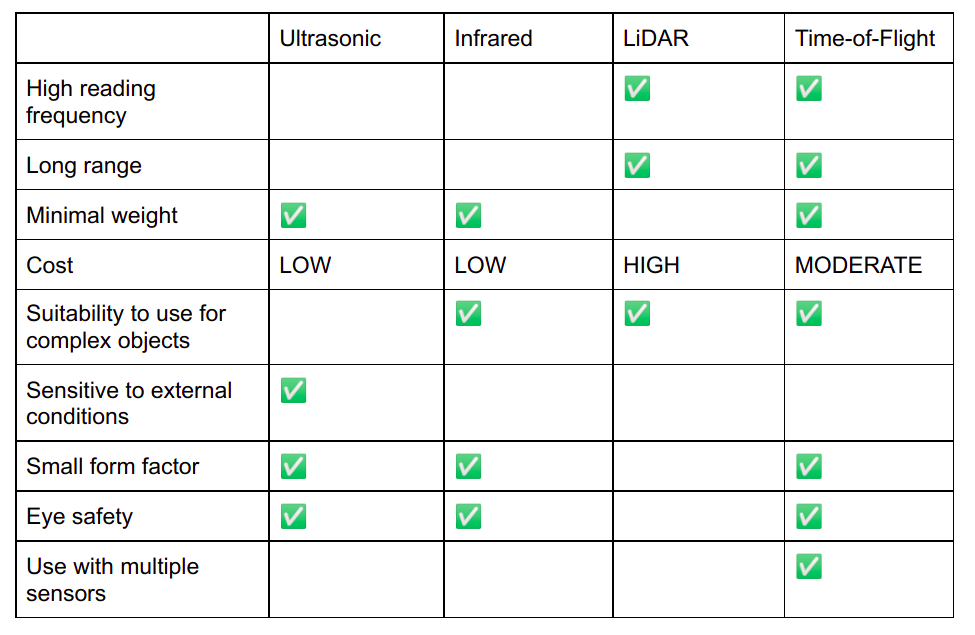 Ultrasonic Infrared LiDAR Time-of-Flight
High reading
frequency ✅ ✅
Long range ✅ ✅
Minimal weight ✅ ✅ ✅
Cost LOW LOW HIGH MODERATE
Suitability to use for
complex objects ✅ ✅ ✅
Sensitive to external
conditions ✅
Small form factor ✅ ✅ ✅
Eye safety ✅ ✅ ✅
Use with multiple
sensors ✅